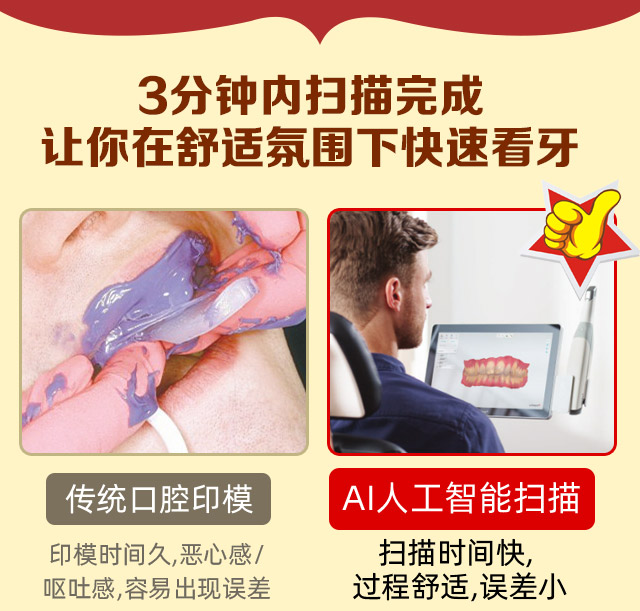 3分钟内扫描完成
让你在舒适氛围下快速看牙
传统口腔印模
AI人工智能扫描
印模时间久,恶心感/
呕吐感,容易出现误差
扫描时间快,
过程舒适,误差小